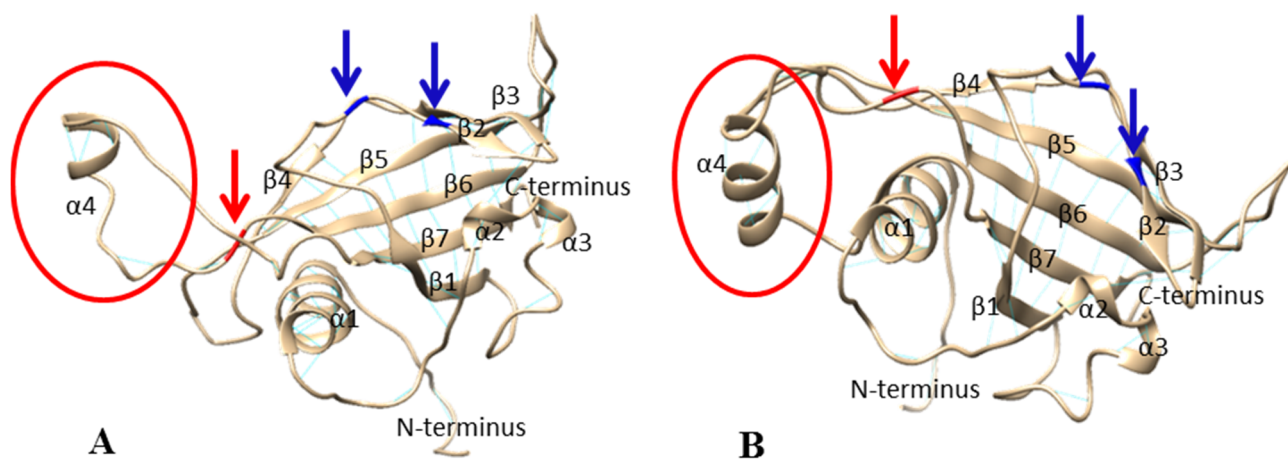 β3
β2
β5
β4
β6
C-terminus
α4
β7
α2
α3
β1
α1
N-terminus
A
β4
β5
β3
α4
β6
β2
α1
β7
C-terminus
β1
α2
α3
N-terminus
B